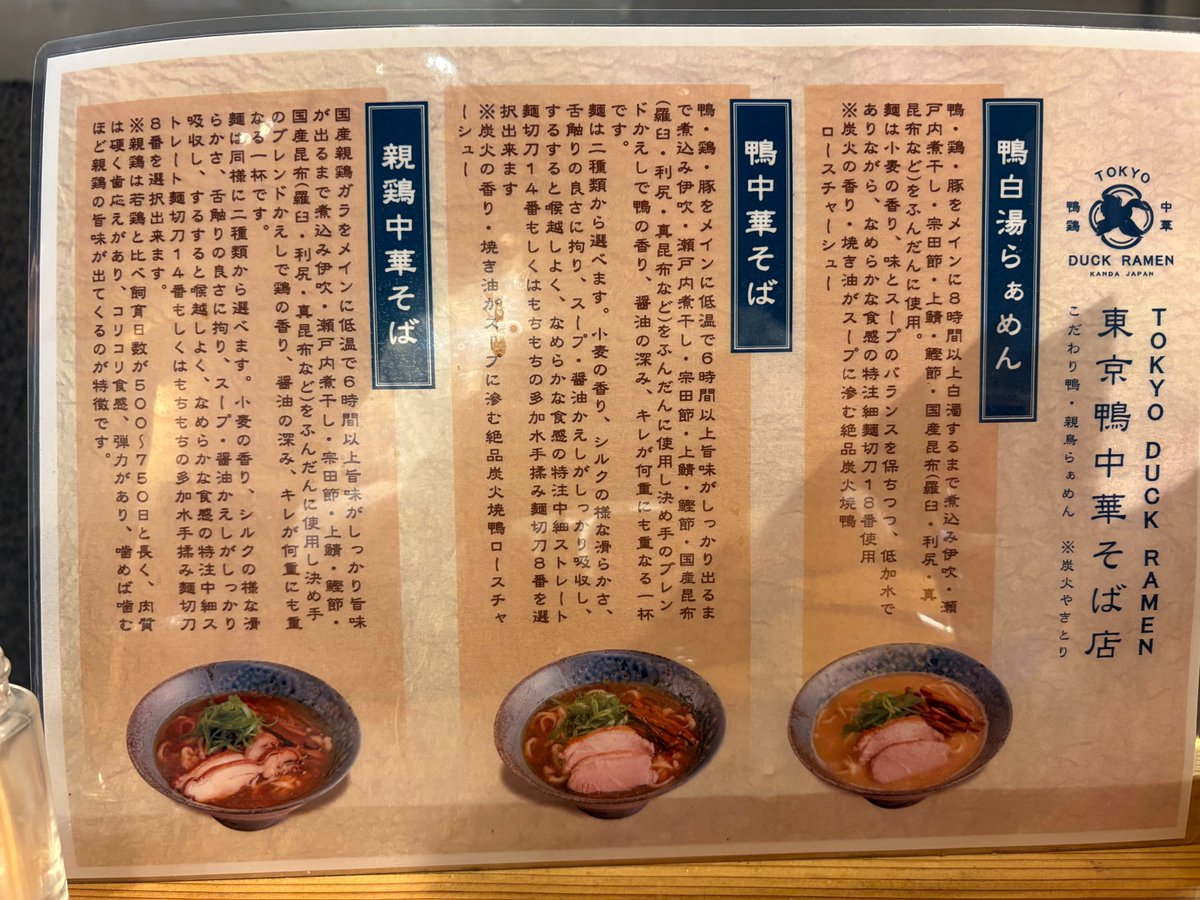 TOKYO
鴨鶏
中華
DUCK RAMEN
KANDA JAPAN
TOKYO DUCK RAMEN
東京鴨中華そば店
こだわり鴨・親鳥らぁめん ※炭火やきとり
鴨白湯らぁめん
鴨・鶏・豚をメインに8時間以上白濁するまで煮込み伊吹・瀬
戸内煮干し・宗田節・上鯖・鰹節・国産昆布(羅臼・利尻・真
昆布など)をふんだんに使用。
麺は小麦の香り、味とスープのバランスを保ちつつ、低加水で
ありながら、なめらかな食感の特注細麺切刀18番使用
※炭火の香り・焼き油がスープに滲む絶品炭火焼鴨
ロースチャーシュー
鴨中華そば
鴨・鶏・豚をメインに低温で6時間以上旨味がしっかり出るま
で煮込み伊吹・瀬戸内煮干し・宗田節・上鯖・鰹節・国産昆布
(羅臼・利尻・真昆布など)をふんだんに使用し決め手のブレン
ドかえしで鴨の香り、醤油の深み、キレが何重にも重なる一杯
です。
麺は二種類から選べます。小麦の香り、シルクの様な滑らかさ、
舌触りの良さに拘り、スープ・醤油かえしがしっかり吸収し、
するすると喉越しよく、なめらかな食感の特注中細ストレート
麺切刀14番もしくはもちもちの多加水手揉み麺切刀8番を選
択出来ます
※炭火の香り・焼き油がスープに滲む絶品炭火焼鴨ロースチャ
ーシュー
親鶏中華そば
国産親鶏ガラをメインに低温で6時間以上旨味がしっかり旨味
が出るまで煮込み伊吹・瀬戸内煮干し・宗田節・上鯖・鰹節・
国産昆布(羅臼・利尻・真昆布など)をふんだんに使用し決め手
のブレンドかえしで鶏の香り、醤油の深み、キレが何重にも重
なる一杯です。
麺は同様に二種類から選べます。小麦の香り、シルクの様な滑
らかさ、舌触りの良さに拘り、スープ・醤油かえしがしっかり
吸収し、するすると喉越しよく、なめらかな食感の特注中細ス
トレート麺切刀14番もしくはもちもちの多加水手揉み麺切刀
8番を選択出来ます。
※親鶏は若鶏と比べ飼育日数が500～750日と長く、肉質
は硬く歯応えがあり、コリコリ食感、弾力があり、噛めば噛む
ほど親鶏の旨味が出てくるのが特徴です。